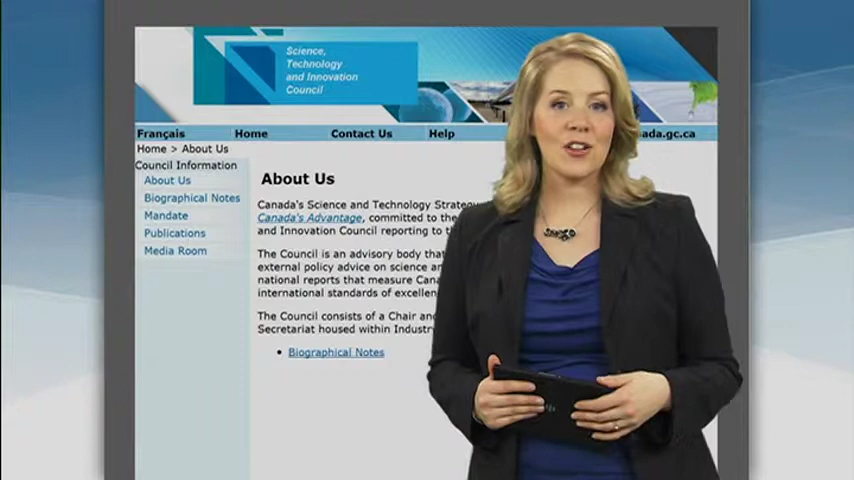 Science,
Technology
and Innovation
Council
Français Home Contact Us Help ada.gc.ca
Home > About Us
Council Information
About Us
Biographical Notes
Mandate
Publications
Media Room
About Us
Canada's Science and Technology Strateg
Canada's Advantage, committed to the
and Innovation Council reporting to
The Council is an advisory body that
external policy advice on science
national reports that measure
international standards of excellen
The Council consists of a Chair and
Secretariat housed within Industry
• Biographical Notes